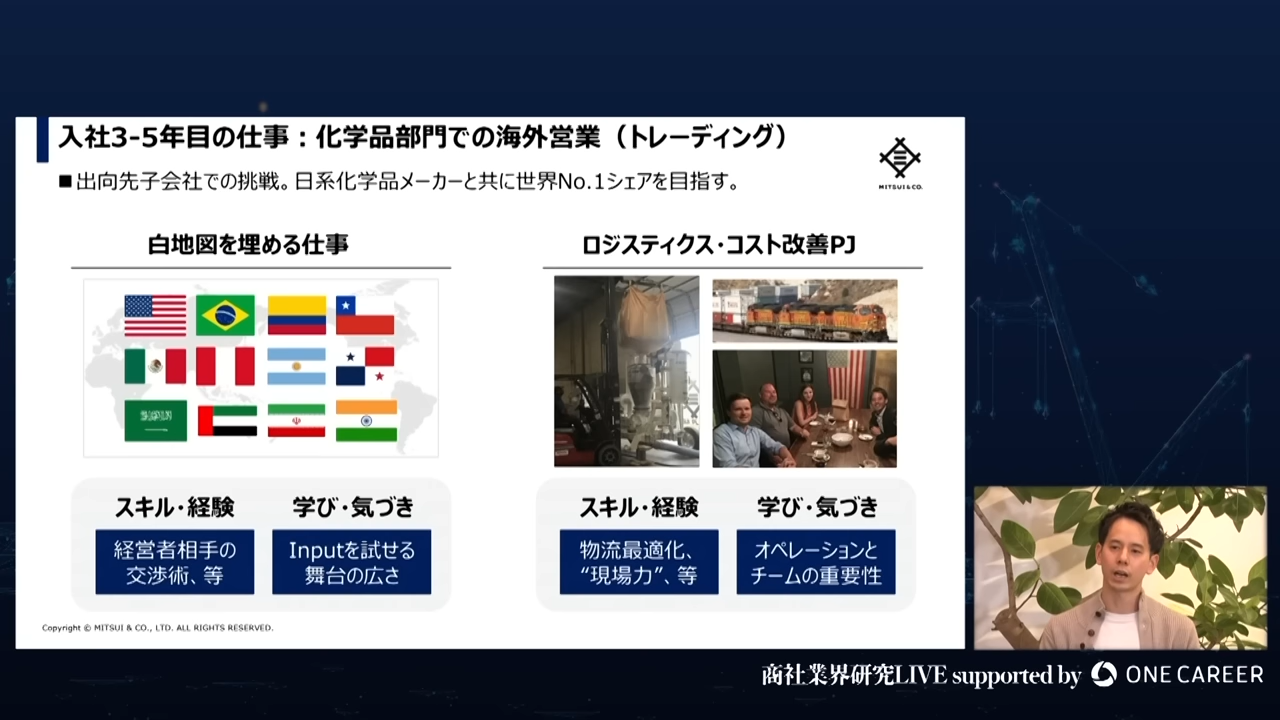 入社3-5年目の仕事：化学品部門での海外営業（トレーディング）
■出向先子会社での挑戦。日系化学品メーカーと共に世界No.1シェアを目指す。
MITSUI & CO.
白地図を埋める仕事
ロジスティクス・コスト改善PJ
スキル・経験
学び・気づき
経営者相手の
交渉術、等
Inputを試せる
舞台の広さ
スキル・経験
学び・気づき
物流最適化、
“現場力”、等
オペレーションと
チームの重要性
Copyright © MITSUI & CO., LTD. ALL RIGHTS RESERVED.
商社業界研究LIVE supported by ONE CAREER